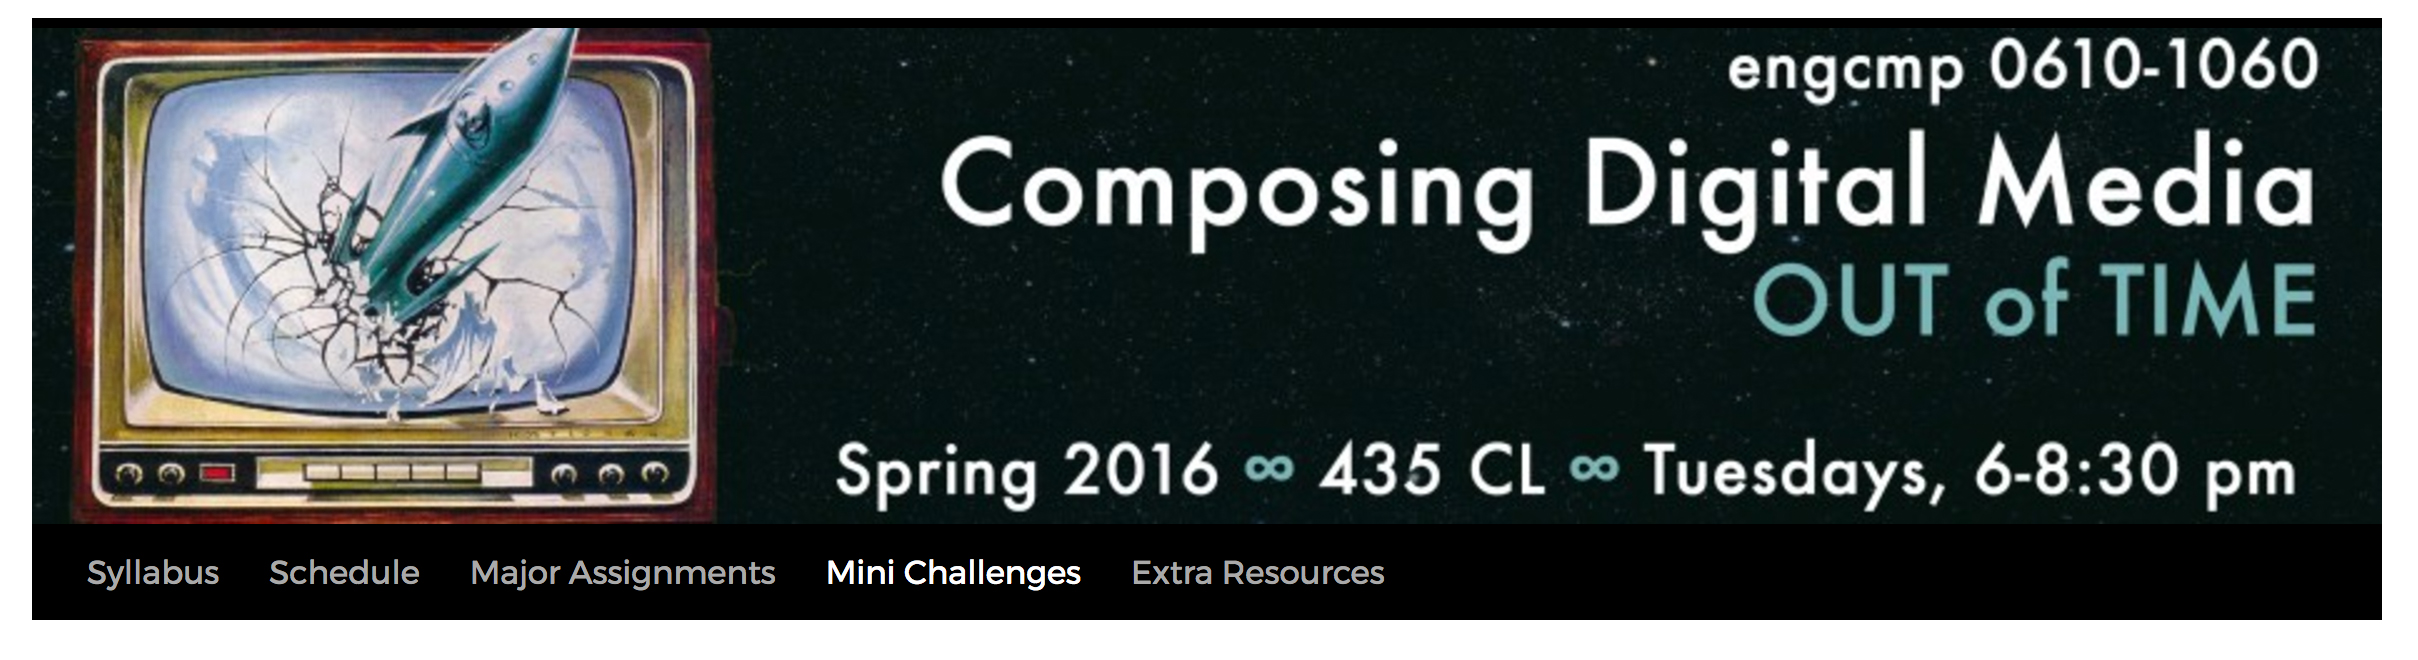 engcmp 0610-1060
Composing Digital Media
OUT of TIME
Spring 2016 ∞ 435 CL ∞ Tuesdays, 6-8:30 pm
Syllabus Schedule Major Assignments Mini Challenges Extra Resources